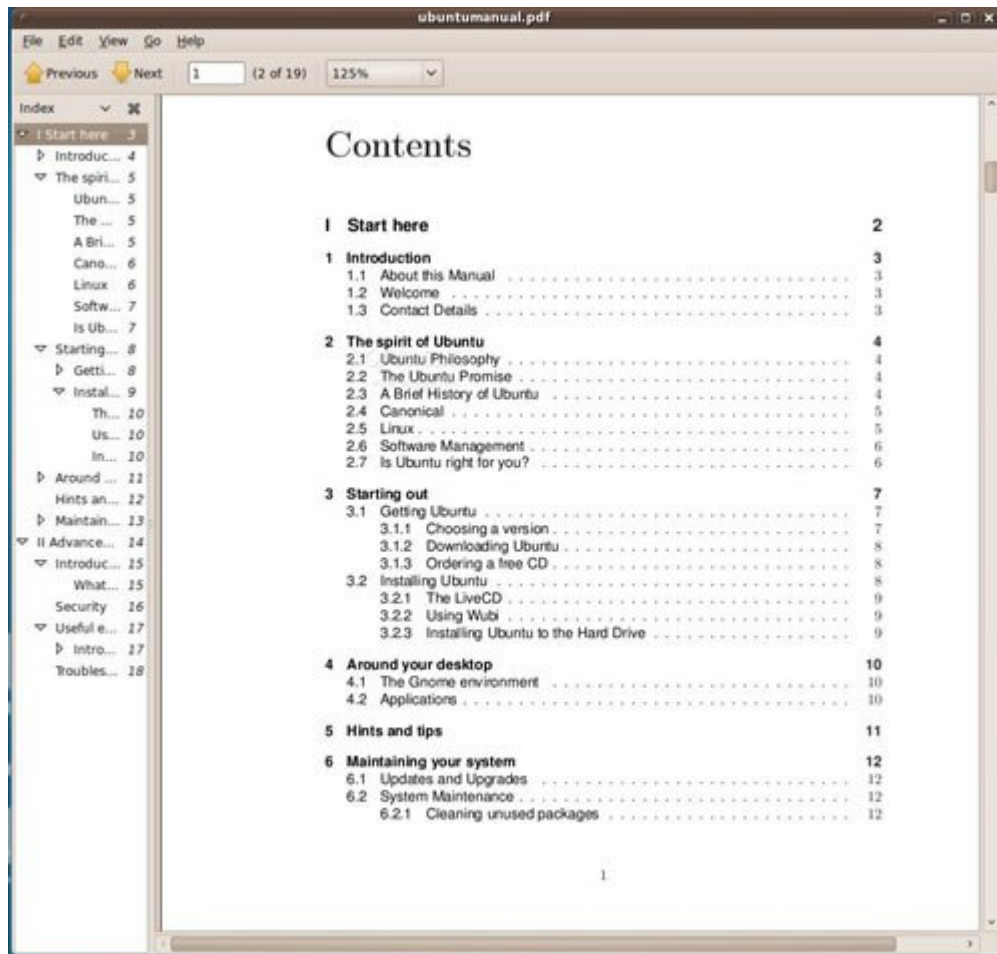 ubuntumanual.pdf
File Edit View Go Help
Previous Next 1 (2 of 19) 125%
Index
I Start here 3
Introduc... 4
The spiri... 5
Ubun... 5
The ... 5
A Bri... 5
Cano... 6
Linux 6
Softw... 7
Is Ub... 7
Starting... 8
Getti... 8
Instal... 9
Th... 10
Us... 10
In... 10
Around ... 11
Hints an... 12
Maintain... 13
II Advance... 14
Introduc... 15
What... 15
Security 16
Useful e... 17
Intro... 17
Troubles... 18
Contents
I Start here 2
1 Introduction 3
1.1 About this Manual 3
1.2 Welcome 3
1.3 Contact Details 3
2 The spirit of Ubuntu 4
2.1 Ubuntu Philosophy 4
2.2 The Ubuntu Promise 4
2.3 A Brief History of Ubuntu 4
2.4 Canonical 5
2.5 Linux 5
2.6 Software Management 6
2.7 Is Ubuntu right for you? 6
3 Starting out 7
3.1 Getting Ubuntu 7
3.1.1 Choosing a version 7
3.1.2 Downloading Ubuntu 8
3.1.3 Ordering a free CD 8
3.2 Installing Ubuntu 8
3.2.1 The LiveCD 9
3.2.2 Using Wubi 9
3.2.3 Installing Ubuntu to the Hard Drive 9
4 Around your desktop 10
4.1 The Gnome environment 10
4.2 Applications 10
5 Hints and tips 11
6 Maintaining your system 12
6.1 Updates and Upgrades 12
6.2 System Maintenance 12
6.2.1 Cleaning unused packages 12
1